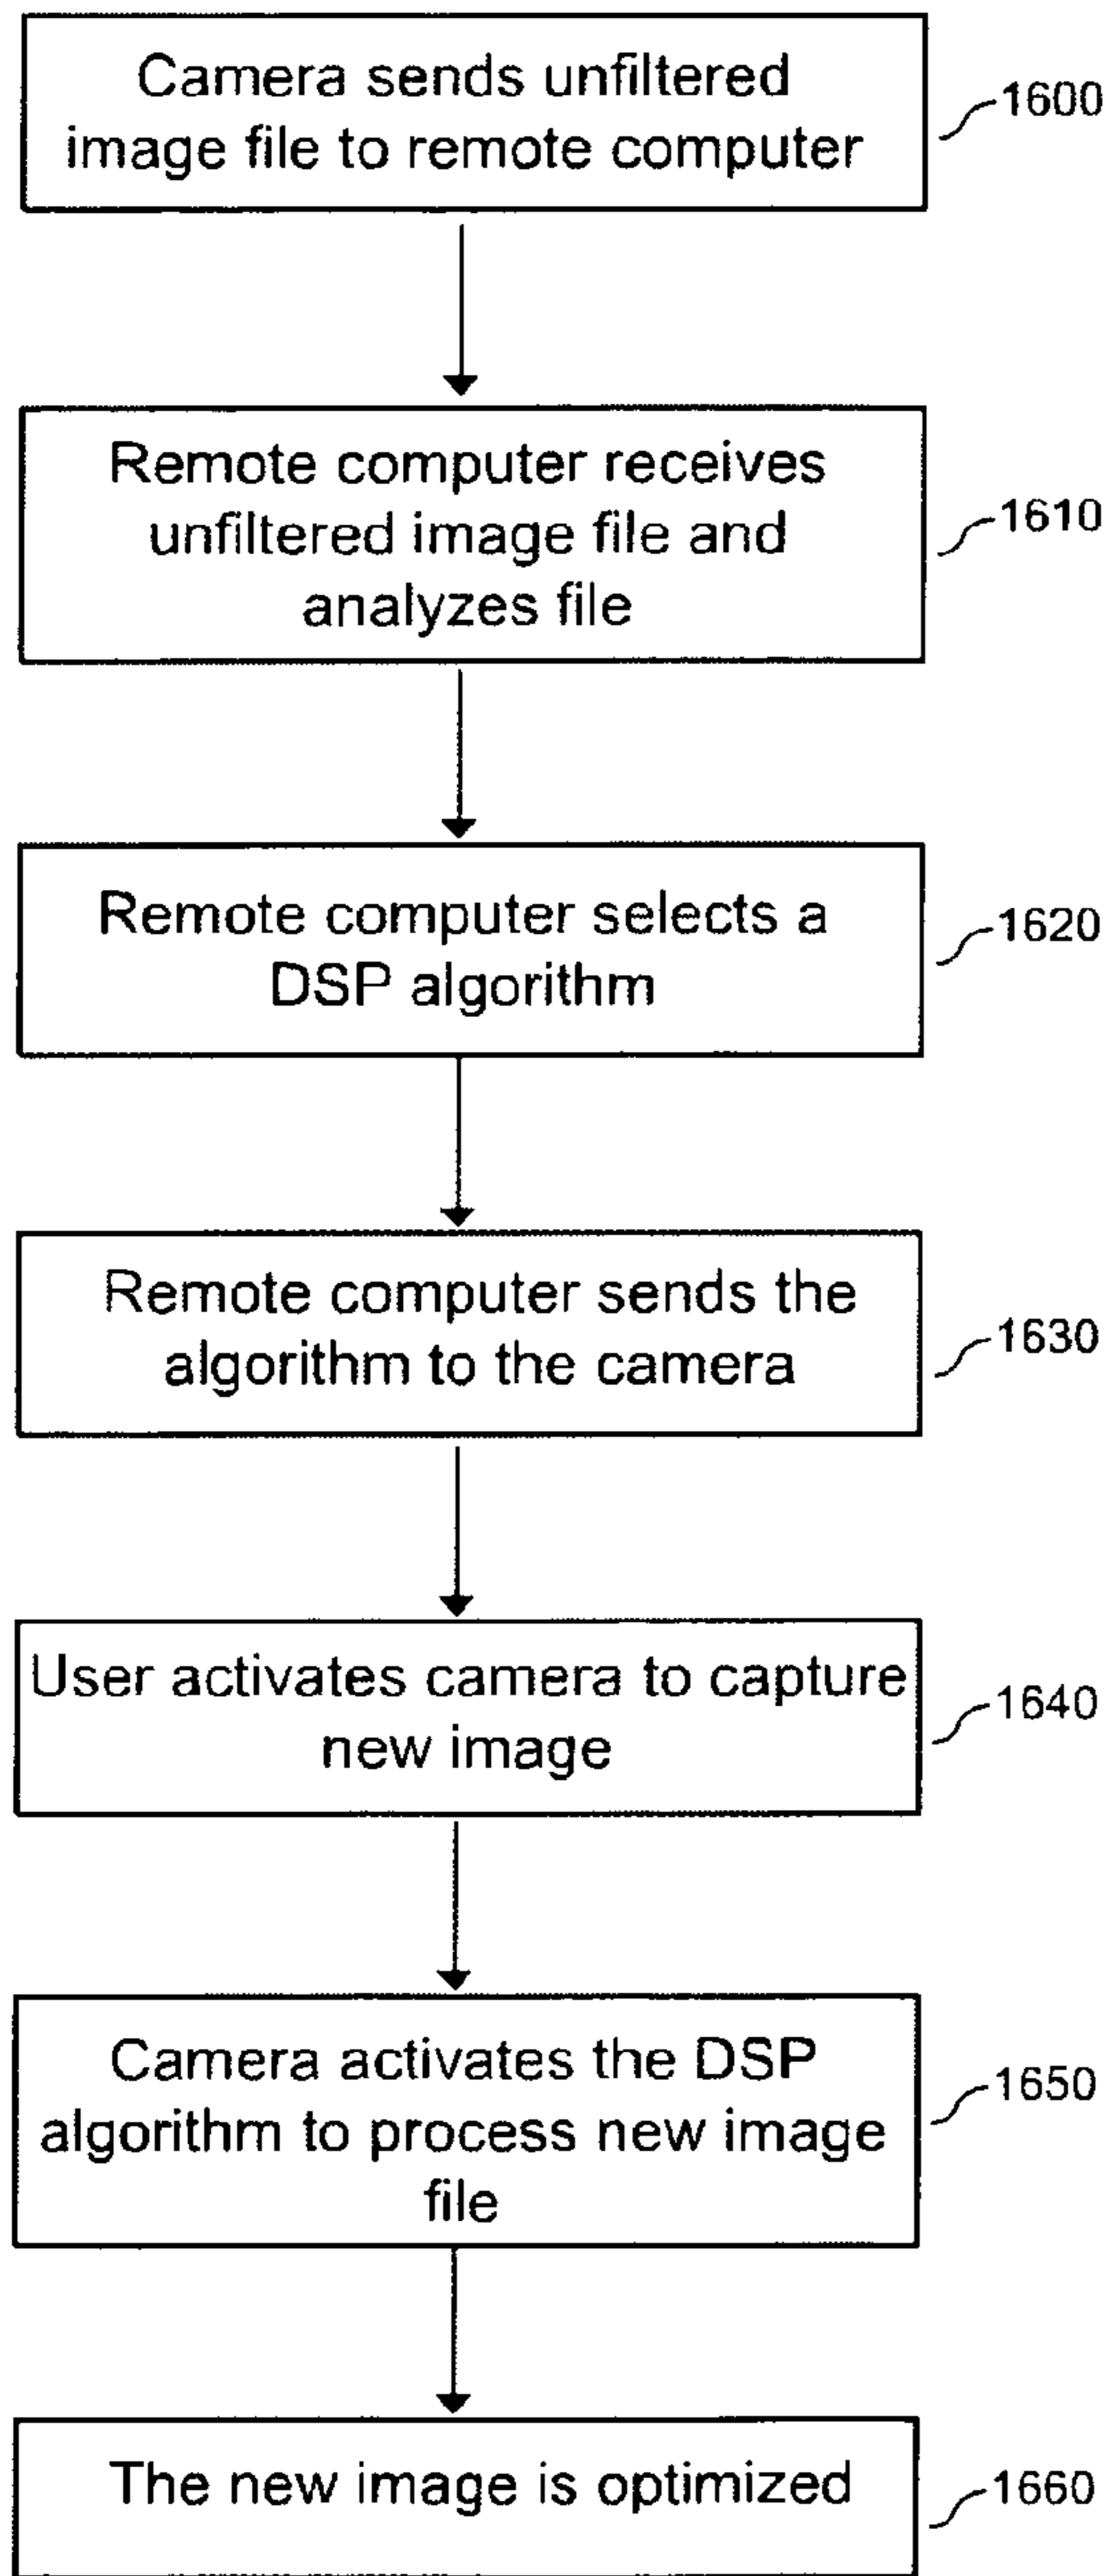 Camera sends unfiltered
image file to remote computer
1600
Remote computer receives
unfiltered image file and
analyzes file
1610
Remote computer selects a
DSP algorithm
1620
Remote computer sends the
algorithm to the camera
1630
User activates camera to capture
new image
1640
Camera activates the DSP
algorithm to process new image
file
1650
The new image is optimized
1660